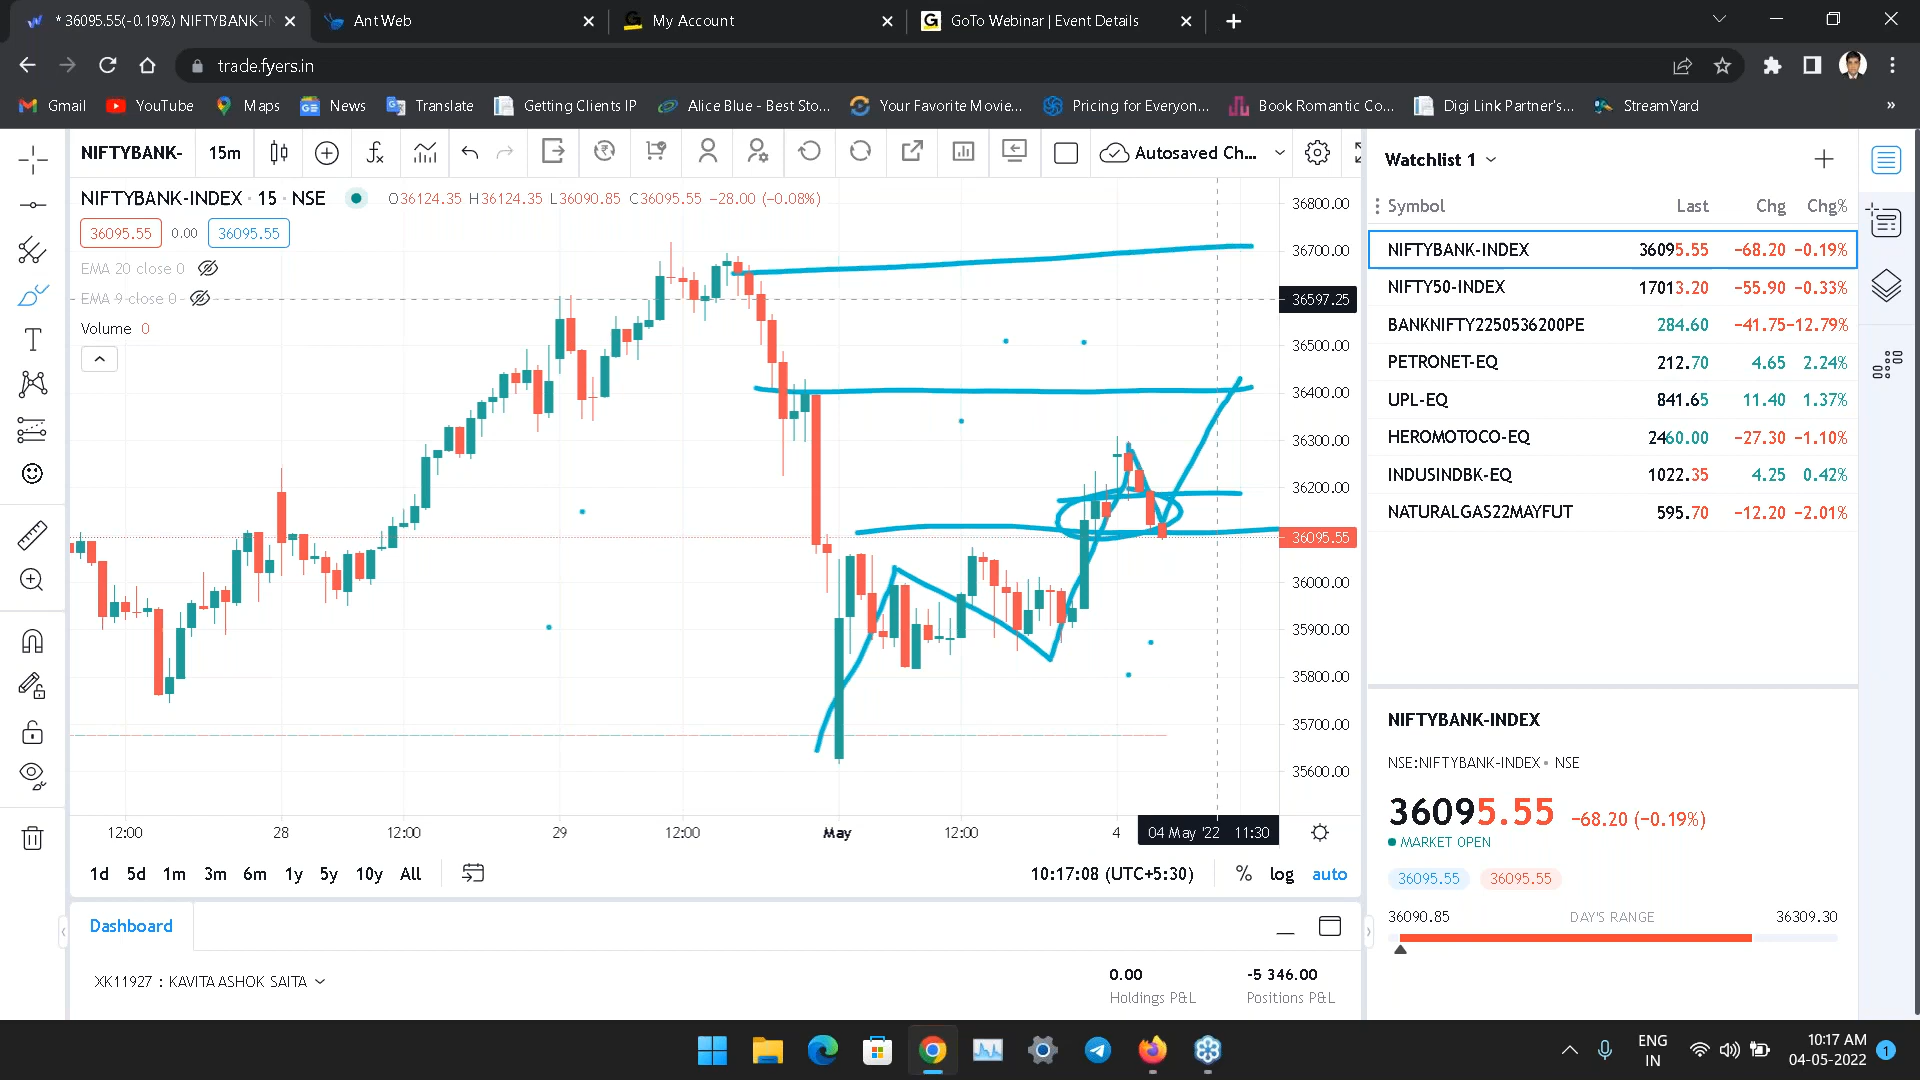 * 36095.55(-0.19%) NIFTYBANK-IN
Ant Web
My Account
GoTo Webinar | Event Details
trade.fyers.in
Gmail
YouTube
Maps
News
Translate
Getting Clients IP
Alice Blue - Best Sto...
Your Favorite Movie...
Pricing for Everyon...
Book Romantic Co...
Digi Link Partner's...
StreamYard
»
NIFTYBANK-
15m
Autosaved Ch...
NIFTYBANK-INDEX · 15 · NSE
O36124.35 H36124.35 L36090.85 C36095.55 −28.00 (−0.08%)
36095.55 0.00 36095.55
EMA 20 close 0
EMA 9 close 0
Volume 0
36800.00
36700.00
36597.25
36500.00
36400.00
36300.00
36200.00
36095.55
36000.00
35900.00
35800.00
35700.00
35600.00
12:00
28
12:00
29
12:00
May
12:00
4
04 May '22 11:30
1d 5d 1m 3m 6m 1y 5y 10y All
10:17:08 (UTC+5:30)
% log auto
Dashboard
XK11927 : KAVITA ASHOK SAITA
0.00
Holdings P&L
-5 346.00
Positions P&L
Watchlist 1
Symbol Last Chg Chg%
NIFTYBANK-INDEX 36095.55 −68.20 −0.19%
NIFTY50-INDEX 17013.20 −55.90 −0.33%
BANKNIFTY2250536200PE 284.60 −41.75 −12.79%
PETRONET-EQ 212.70 4.65 2.24%
UPL-EQ 841.65 11.40 1.37%
HEROMOTOCO-EQ 2460.00 −27.30 −1.10%
INDUSINDBK-EQ 1022.35 4.25 0.42%
NATURALGAS22MAYFUT 595.70 −12.20 −2.01%
NIFTYBANK-INDEX
NSE:NIFTYBANK-INDEX • NSE
36095.55 −68.20 (−0.19%)
MARKET OPEN
36095.55 36095.55
36090.85 DAY'S RANGE 36309.30
ENG
IN
10:17 AM
04-05-2022
1